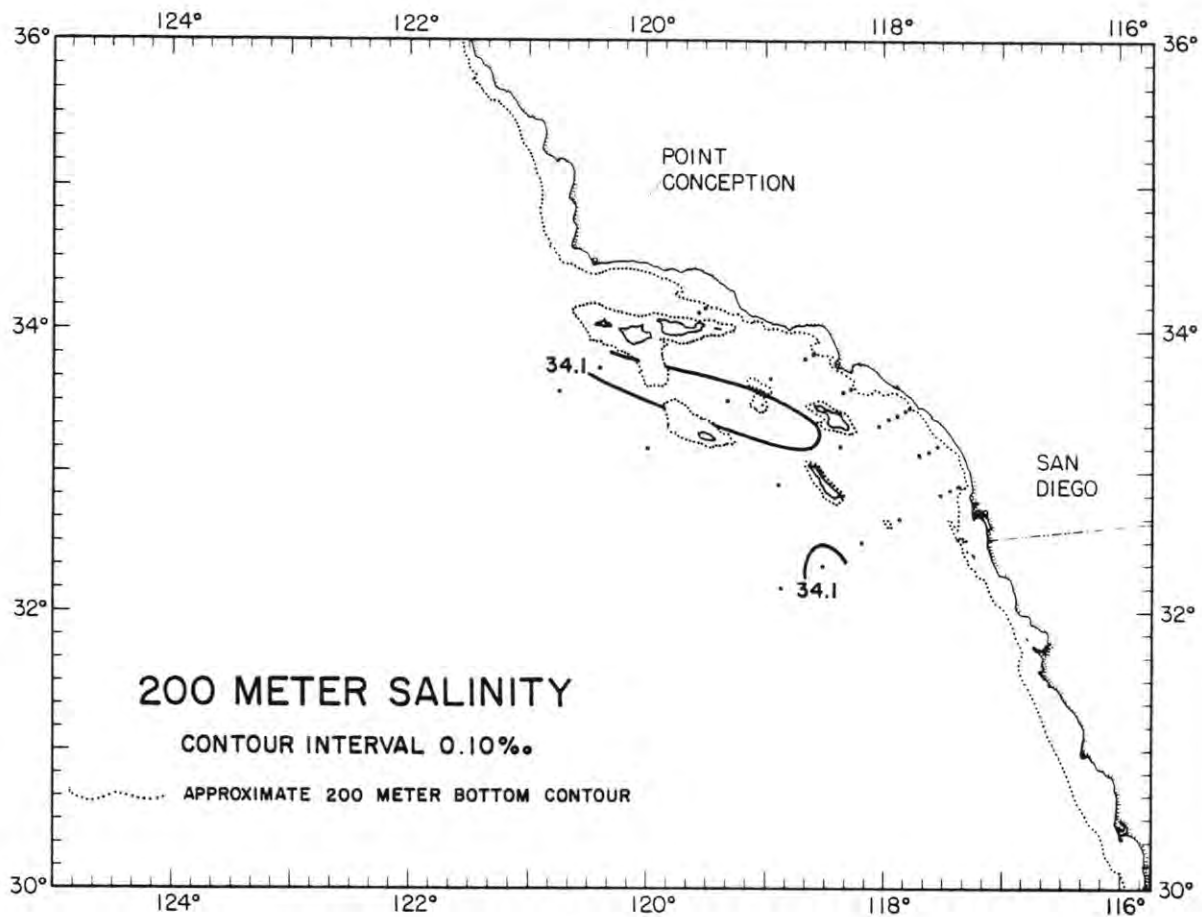 124° 122° 120° 118° 116°
36° 36°
POINT
CONCEPTION
34° 34°
34.1
SAN
DIEGO
34.1
32° 32°
200 METER SALINITY
CONTOUR INTERVAL 0.10‰
APPROXIMATE 200 METER BOTTOM CONTOUR
30° 30°
124° 122° 120° 118° 116°